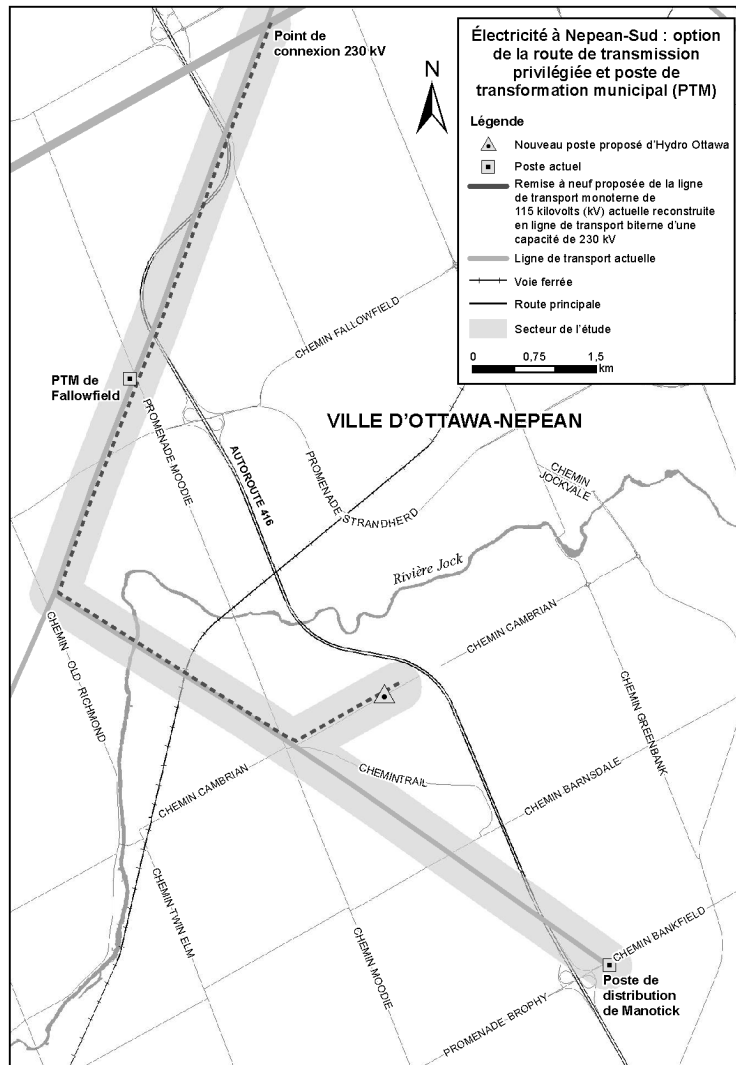 Point de
connexion 230 kV
Électricité à Nepean-Sud : option
de la route de transmission
privilégiée et poste de
transformation municipal (PTM)
N
Légende
Nouveau poste proposé d'Hydro Ottawa
Poste actuel
Remise à neuf proposée de la ligne
de transport monoterne de
115 kilovolts (kV) actuelle reconstruite
en ligne de transport biterne d'une
capacité de 230 kV
Ligne de transport actuelle
Voie ferrée
Route principale
Secteur de l'étude
0 0,75 1,5
km
CHEMIN FALLOWFIELD
PTM de
Fallowfield
VILLE D'OTTAWA-NEPEAN
PROMENADE MOODIE
AUTOROUTE 416
PROMENADE STRANDHERD
CHEMIN
JOCKVALE
Rivière Jock
CHEMIN CAMBRIAN
CHEMIN OLD RICHMOND
CHEMIN GREENBANK
CHEMINTRAIL
CHEMIN BARNSDALE
CHEMIN CAMBRIAN
CHEMIN TWIN ELM
CHEMIN MOODIE
CHEMIN BANKFIELD
Poste de
distribution
de Manotick
PROMENADE BROPHY